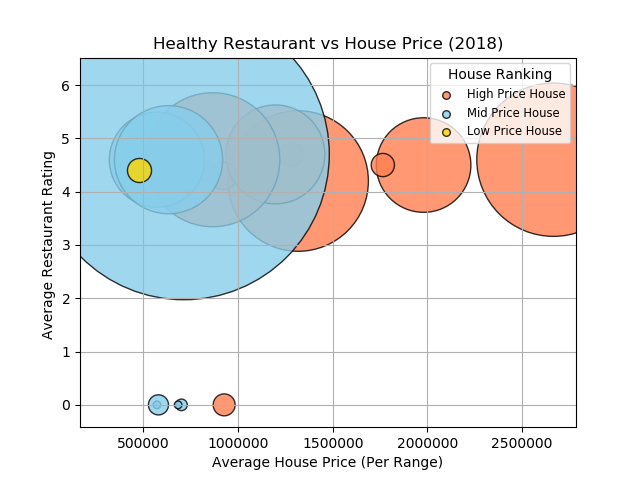 Healthy Restaurant vs House Price (2018)
House Ranking
High Price House
Mid Price House
Low Price House
Average Restaurant Rating
6
5
4
3
2
1
0
500000 1000000 1500000 2000000 2500000
Average House Price (Per Range)